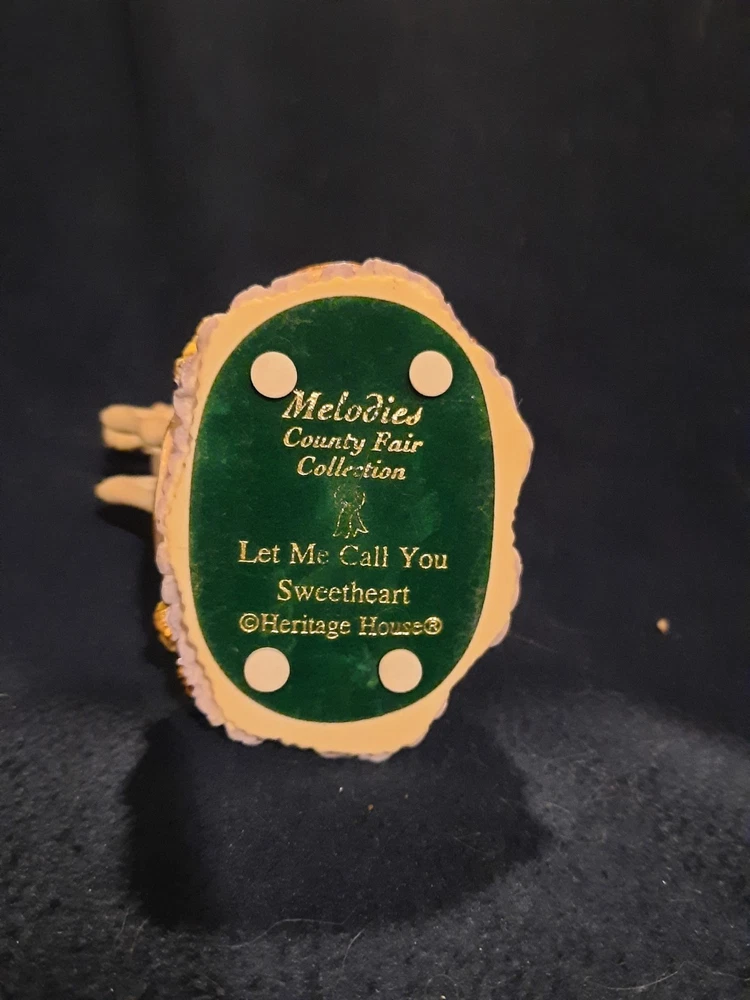 Melodies
County Fair
Collection
Let Me Call You
Sweetheart
©Heritage House®